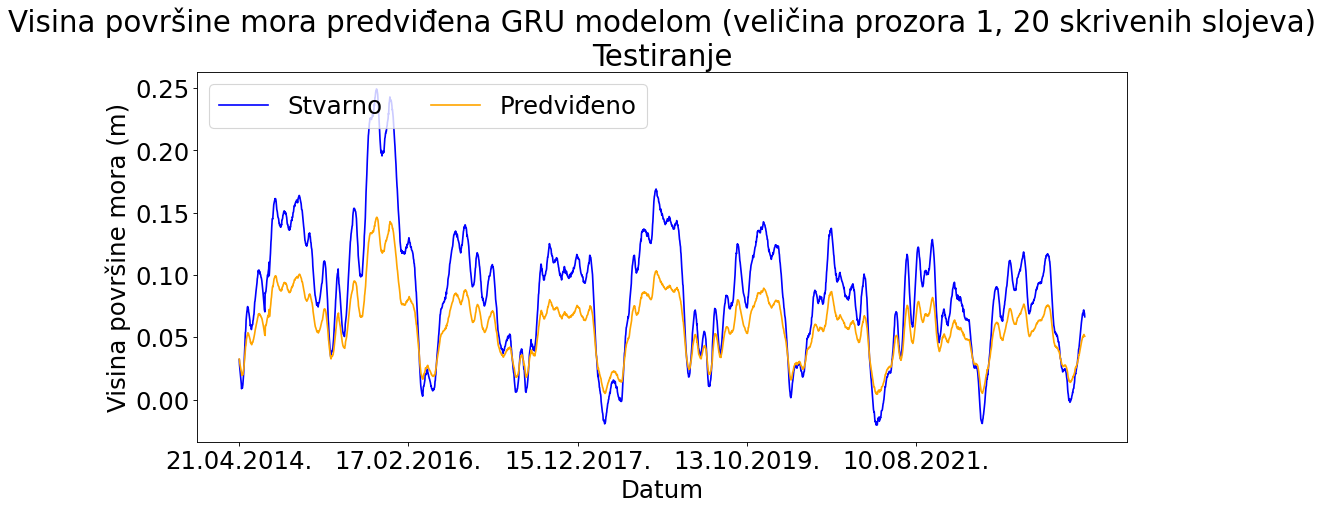 Visina površine mora predviđena GRU modelom (veličina prozora 1, 20 skrivenih slojeva)
Testiranje
Stvarno
Predviđeno
Visina površine mora (m)
0.25
0.20
0.15
0.10
0.05
0.00
21.04.2014.
17.02.2016.
15.12.2017.
13.10.2019.
10.08.2021.
Datum